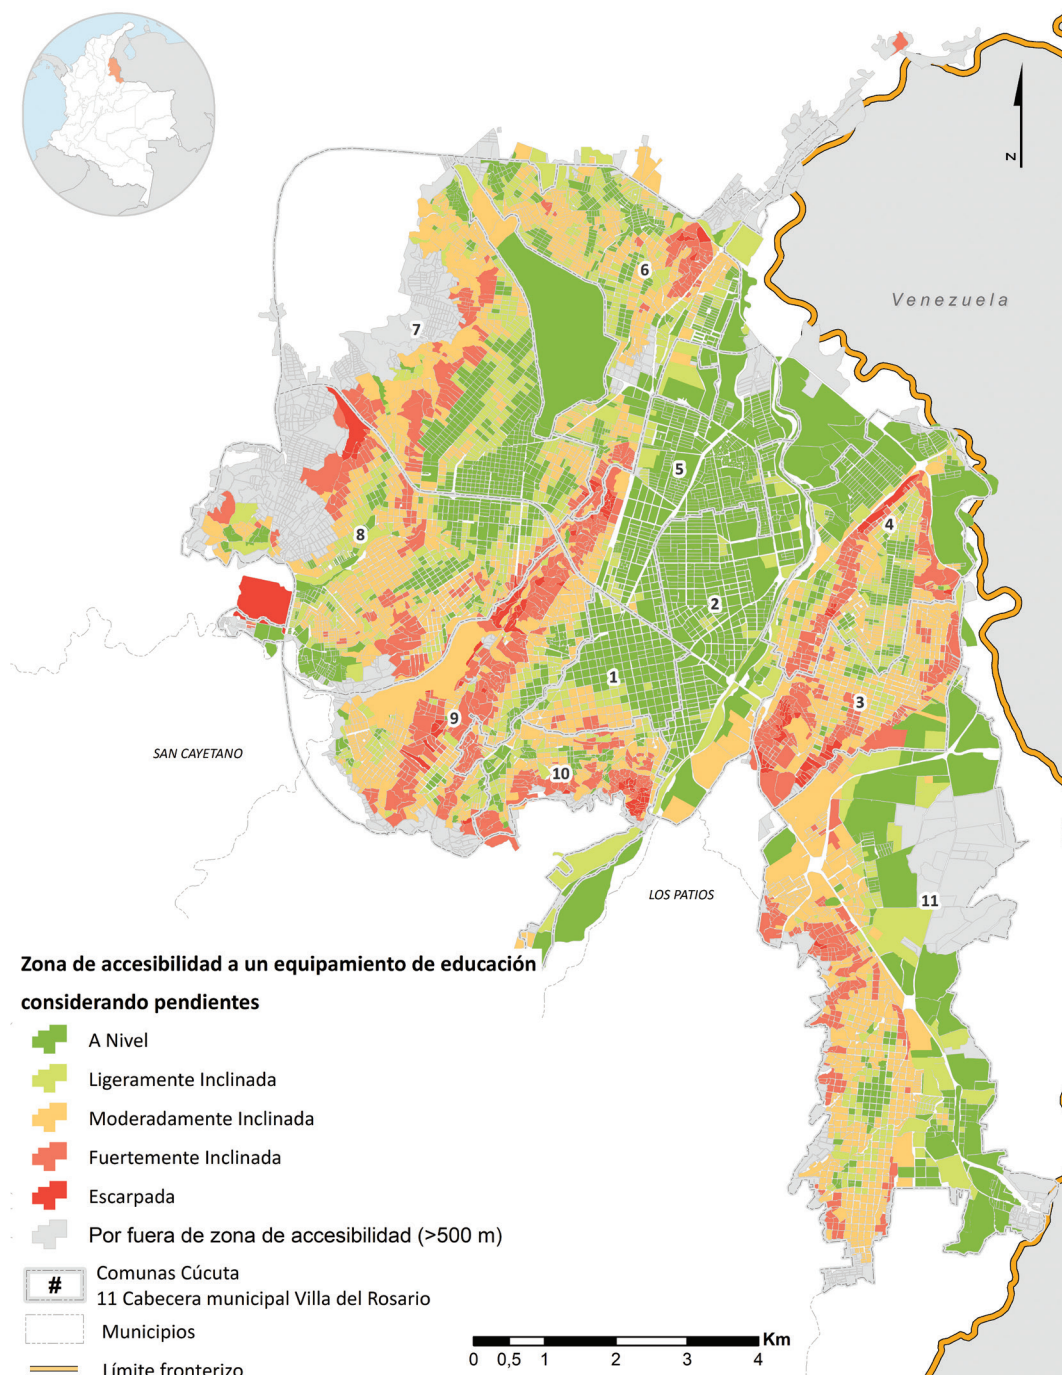 N
Venezuela
6
7
5
4
8
2
1
3
9
10
11
SAN CAYETANO
LOS PATIOS
Zona de accesibilidad a un equipamiento de educación
considerando pendientes
A Nivel
Ligeramente Inclinada
Moderadamente Inclinada
Fuertemente Inclinada
Escarpada
Por fuera de zona de accesibilidad (>500 m)
# Comunas Cúcuta
11 Cabecera municipal Villa del Rosario
Municipios
Límite fronterizo
Km
0 0,5 1 2 3 4